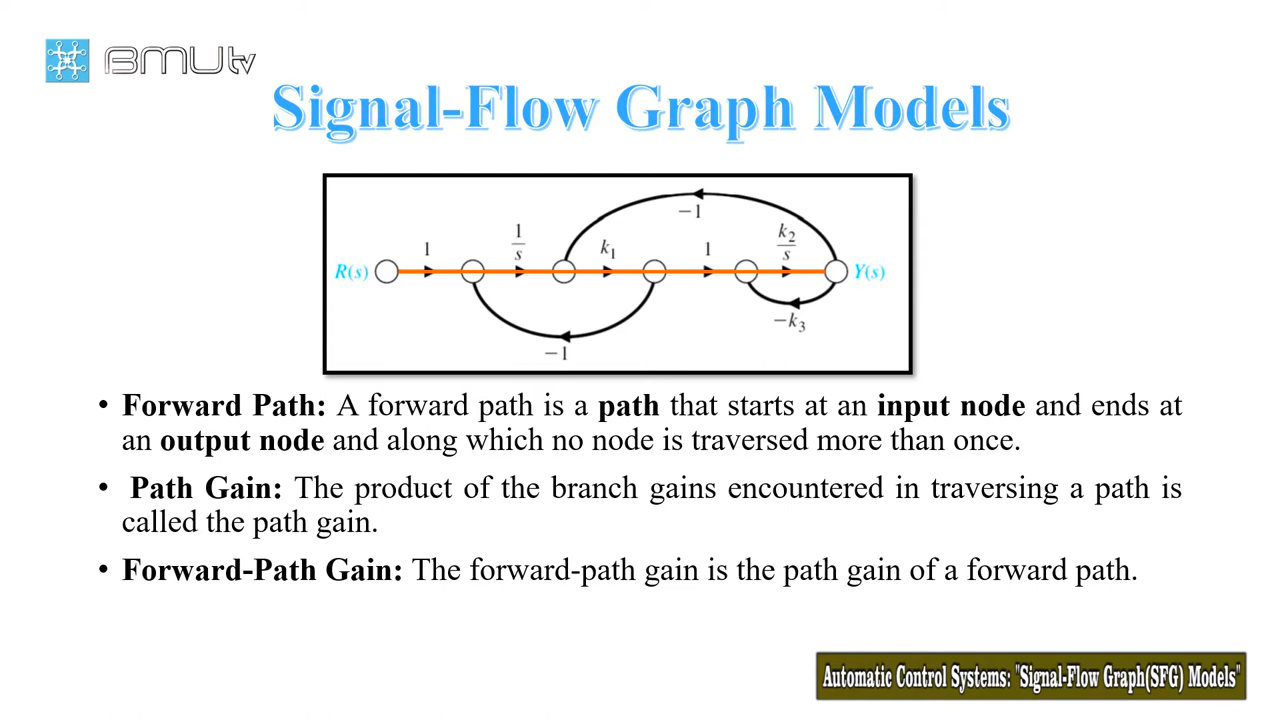 BMUtv
Signal-Flow Graph Models
-1
1
1/s
k₁
1
k₂/s
R(s)
Y(s)
-k₃
-1
• Forward Path: A forward path is a path that starts at an input node and ends at
an output node and along which no node is traversed more than once.
• Path Gain: The product of the branch gains encountered in traversing a path is
called the path gain.
• Forward-Path Gain: The forward-path gain is the path gain of a forward path.
Automatic Control Systems: "Signal-Flow Graph(SFG) Models"